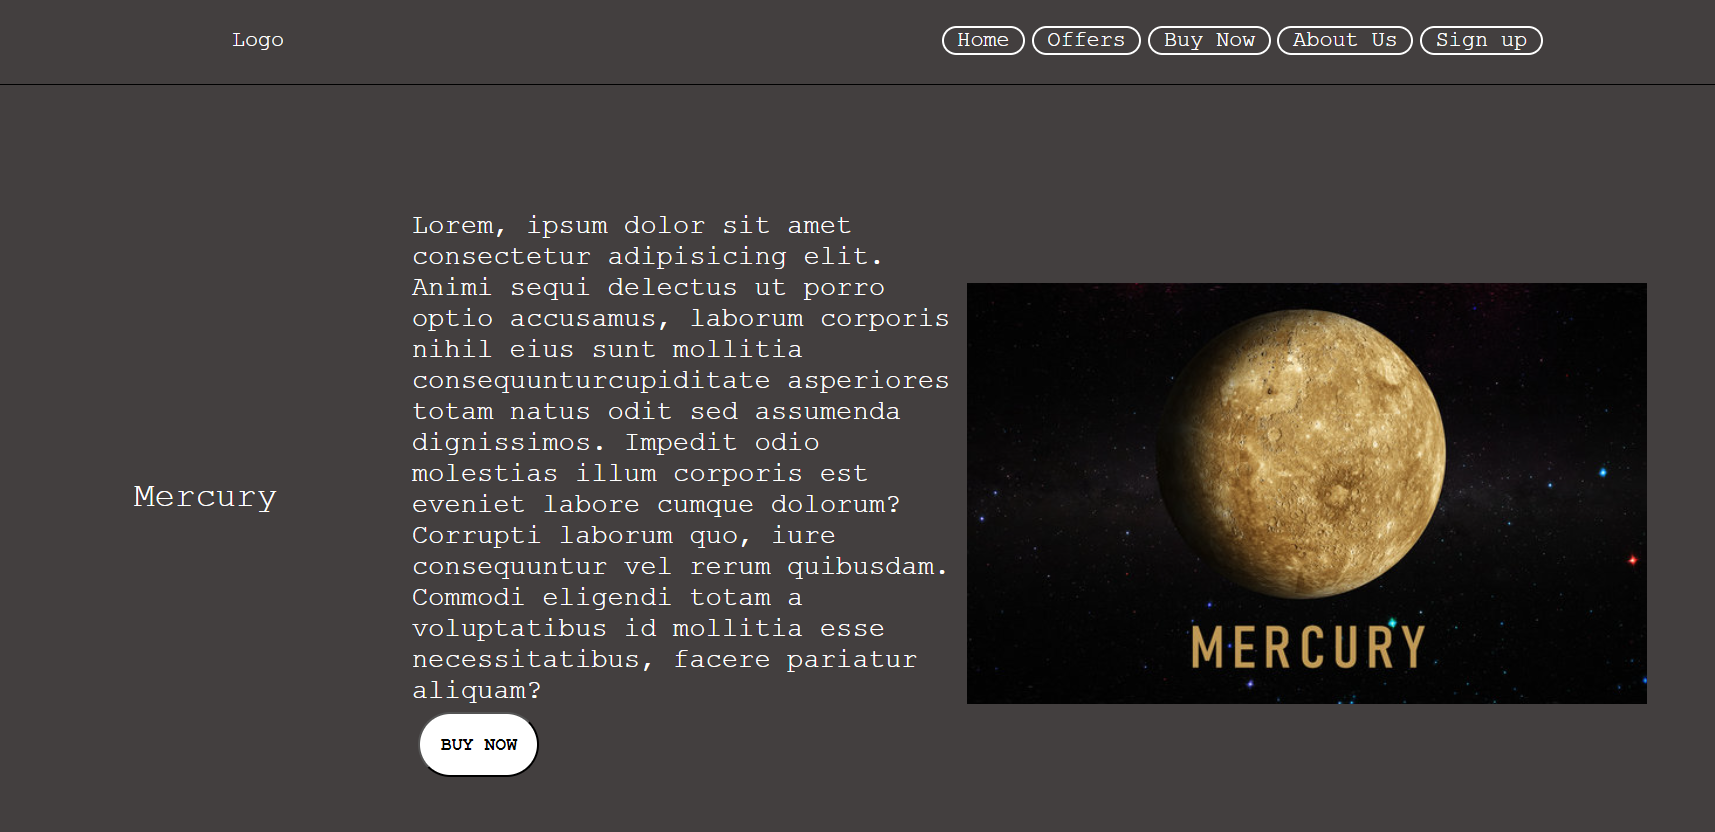 Logo
Home
Offers
Buy Now
About Us
Sign up
Mercury
Lorem, ipsum dolor sit amet
consectetur adipisicing elit.
Animi sequi delectus ut porro
optio accusamus, laborum corporis
nihil eius sunt mollitia
consequunturcupiditate asperiores
totam natus odit sed assumenda
dignissimos. Impedit odio
molestias illum corporis est
eveniet labore cumque dolorum?
Corrupti laborum quo, iure
consequuntur vel rerum quibusdam.
Commodi eligendi totam a
voluptatibus id mollitia esse
necessitatibus, facere pariatur
aliquam?
BUY NOW
MERCURY